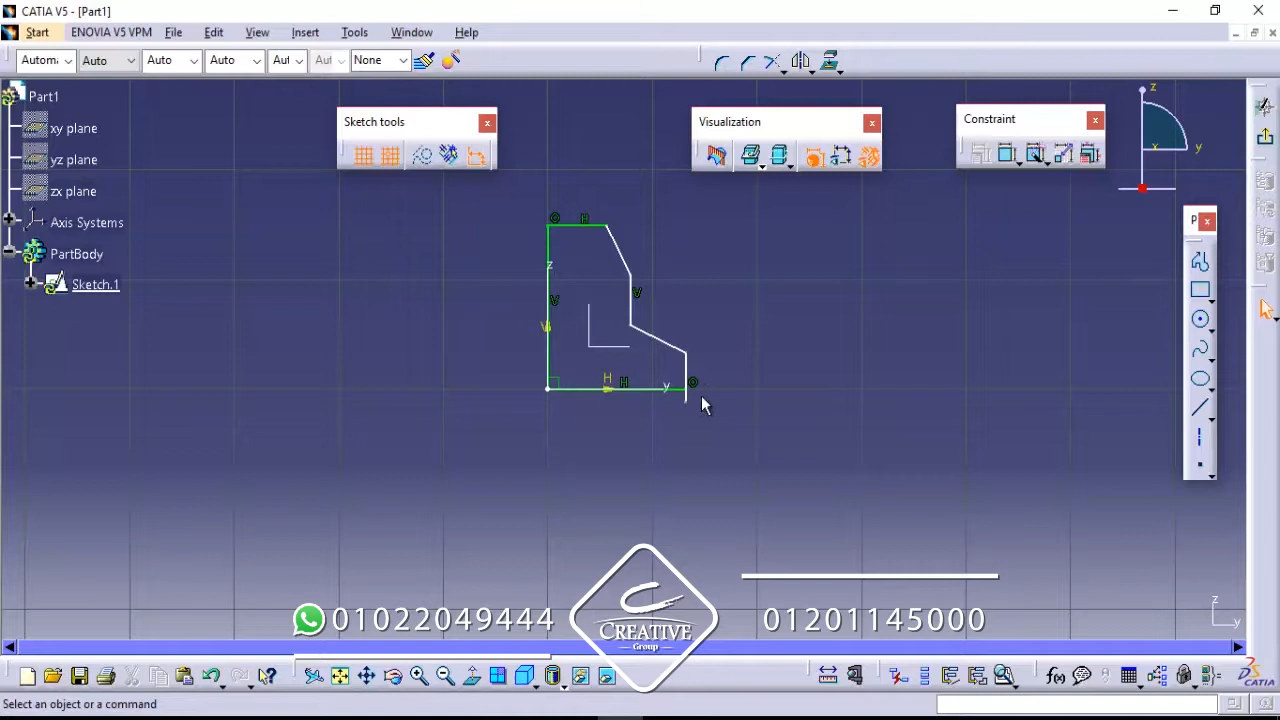 CATIA V5 - [Part1]
Start ENOVIA V5 VPM File Edit View Insert Tools Window Help
Auto Auto Auto Aut None
Part1
xy plane
yz plane
zx plane
Axis Systems
PartBody
Sketch.1
Sketch tools
Visualization
Constraint
P
z
x
y
H
z
V
V
V
H
H
y
z
y
01022049444
CREATIVE
Group
01201145000
CATIA
Select an object or a command